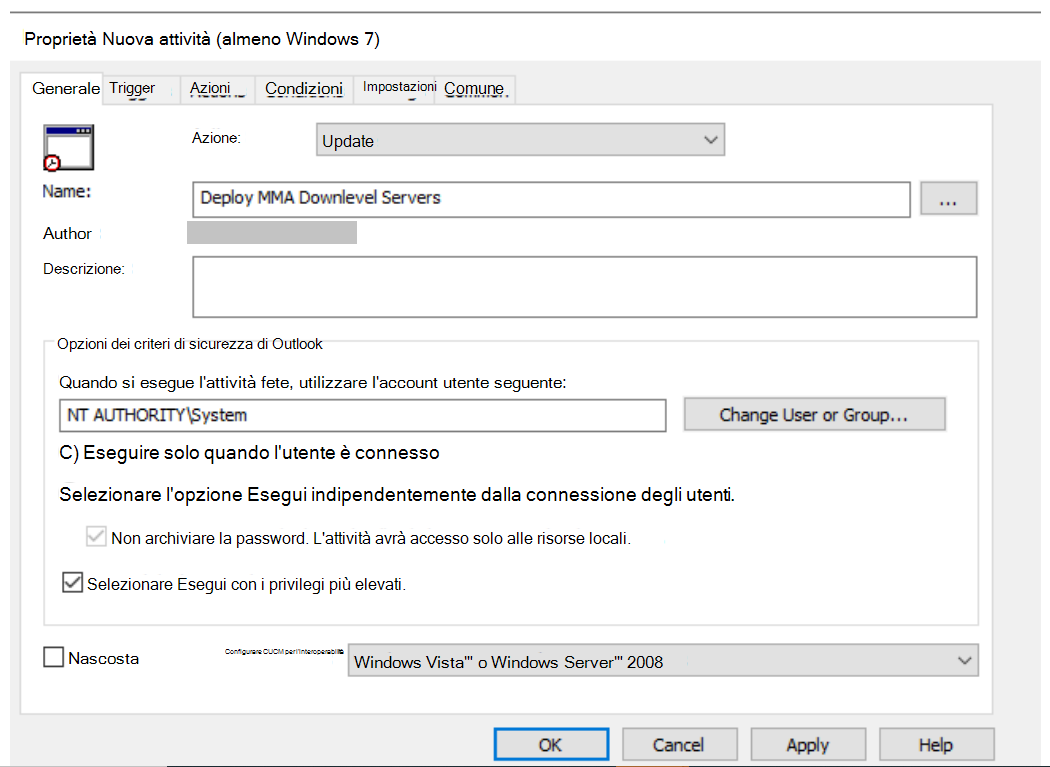 Proprietà Nuova attività (almeno Windows 7)
Generale Trigger Azioni Condizioni Impostazioni Comune
Azione: Update
Name: Deploy MMA Downlevel Servers ...
Author :
Descrizione:
Opzioni dei criteri di sicurezza di Outlook
Quando si esegue l'attività fete, utilizzare l'account utente seguente:
NT AUTHORITY\System Change User or Group...
C) Eseguire solo quando l'utente è connesso
Selezionare l'opzione Esegui indipendentemente dalla connessione degli utenti.
Non archiviare la password. L'attività avrà accesso solo alle risorse locali.
Selezionare Esegui con i privilegi più elevati.
Nascosta Configurare CUCM per l'interoperabilità Windows Vista"' o Windows Server"' 2008
OK Cancel Apply Help